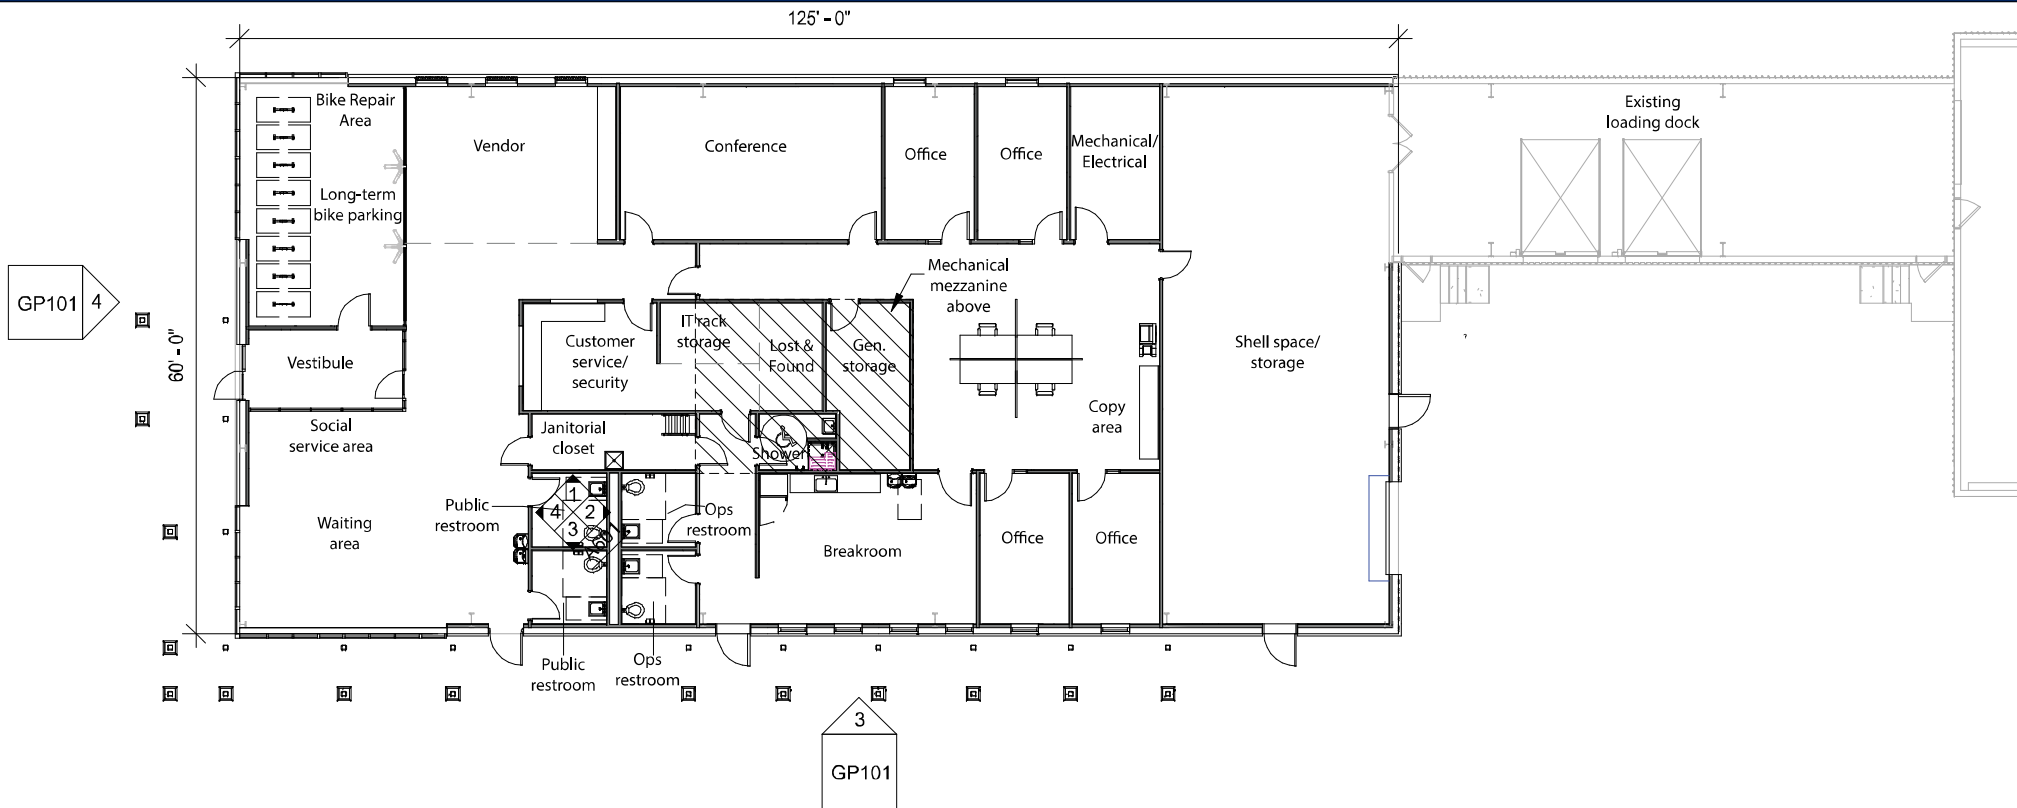 125' - 0"
Bike Repair
Area
Long-term
bike parking
Vendor
Conference
Office
Office
Mechanical/
Electrical
Existing
loading dock
GP101
4
60' - 0"
Mechanical
mezzanine
above
Vestibule
Customer
service/
security
IT rack
storage
Lost &
Found
Gen.
storage
Shell space/
storage
Social
service area
Janitorial
closet
Shower
Copy
area
Public
restroom
1
4
2
3
Ops
restroom
Waiting
area
Breakroom
Office
Office
Public
restroom
Ops
restroom
3
GP101